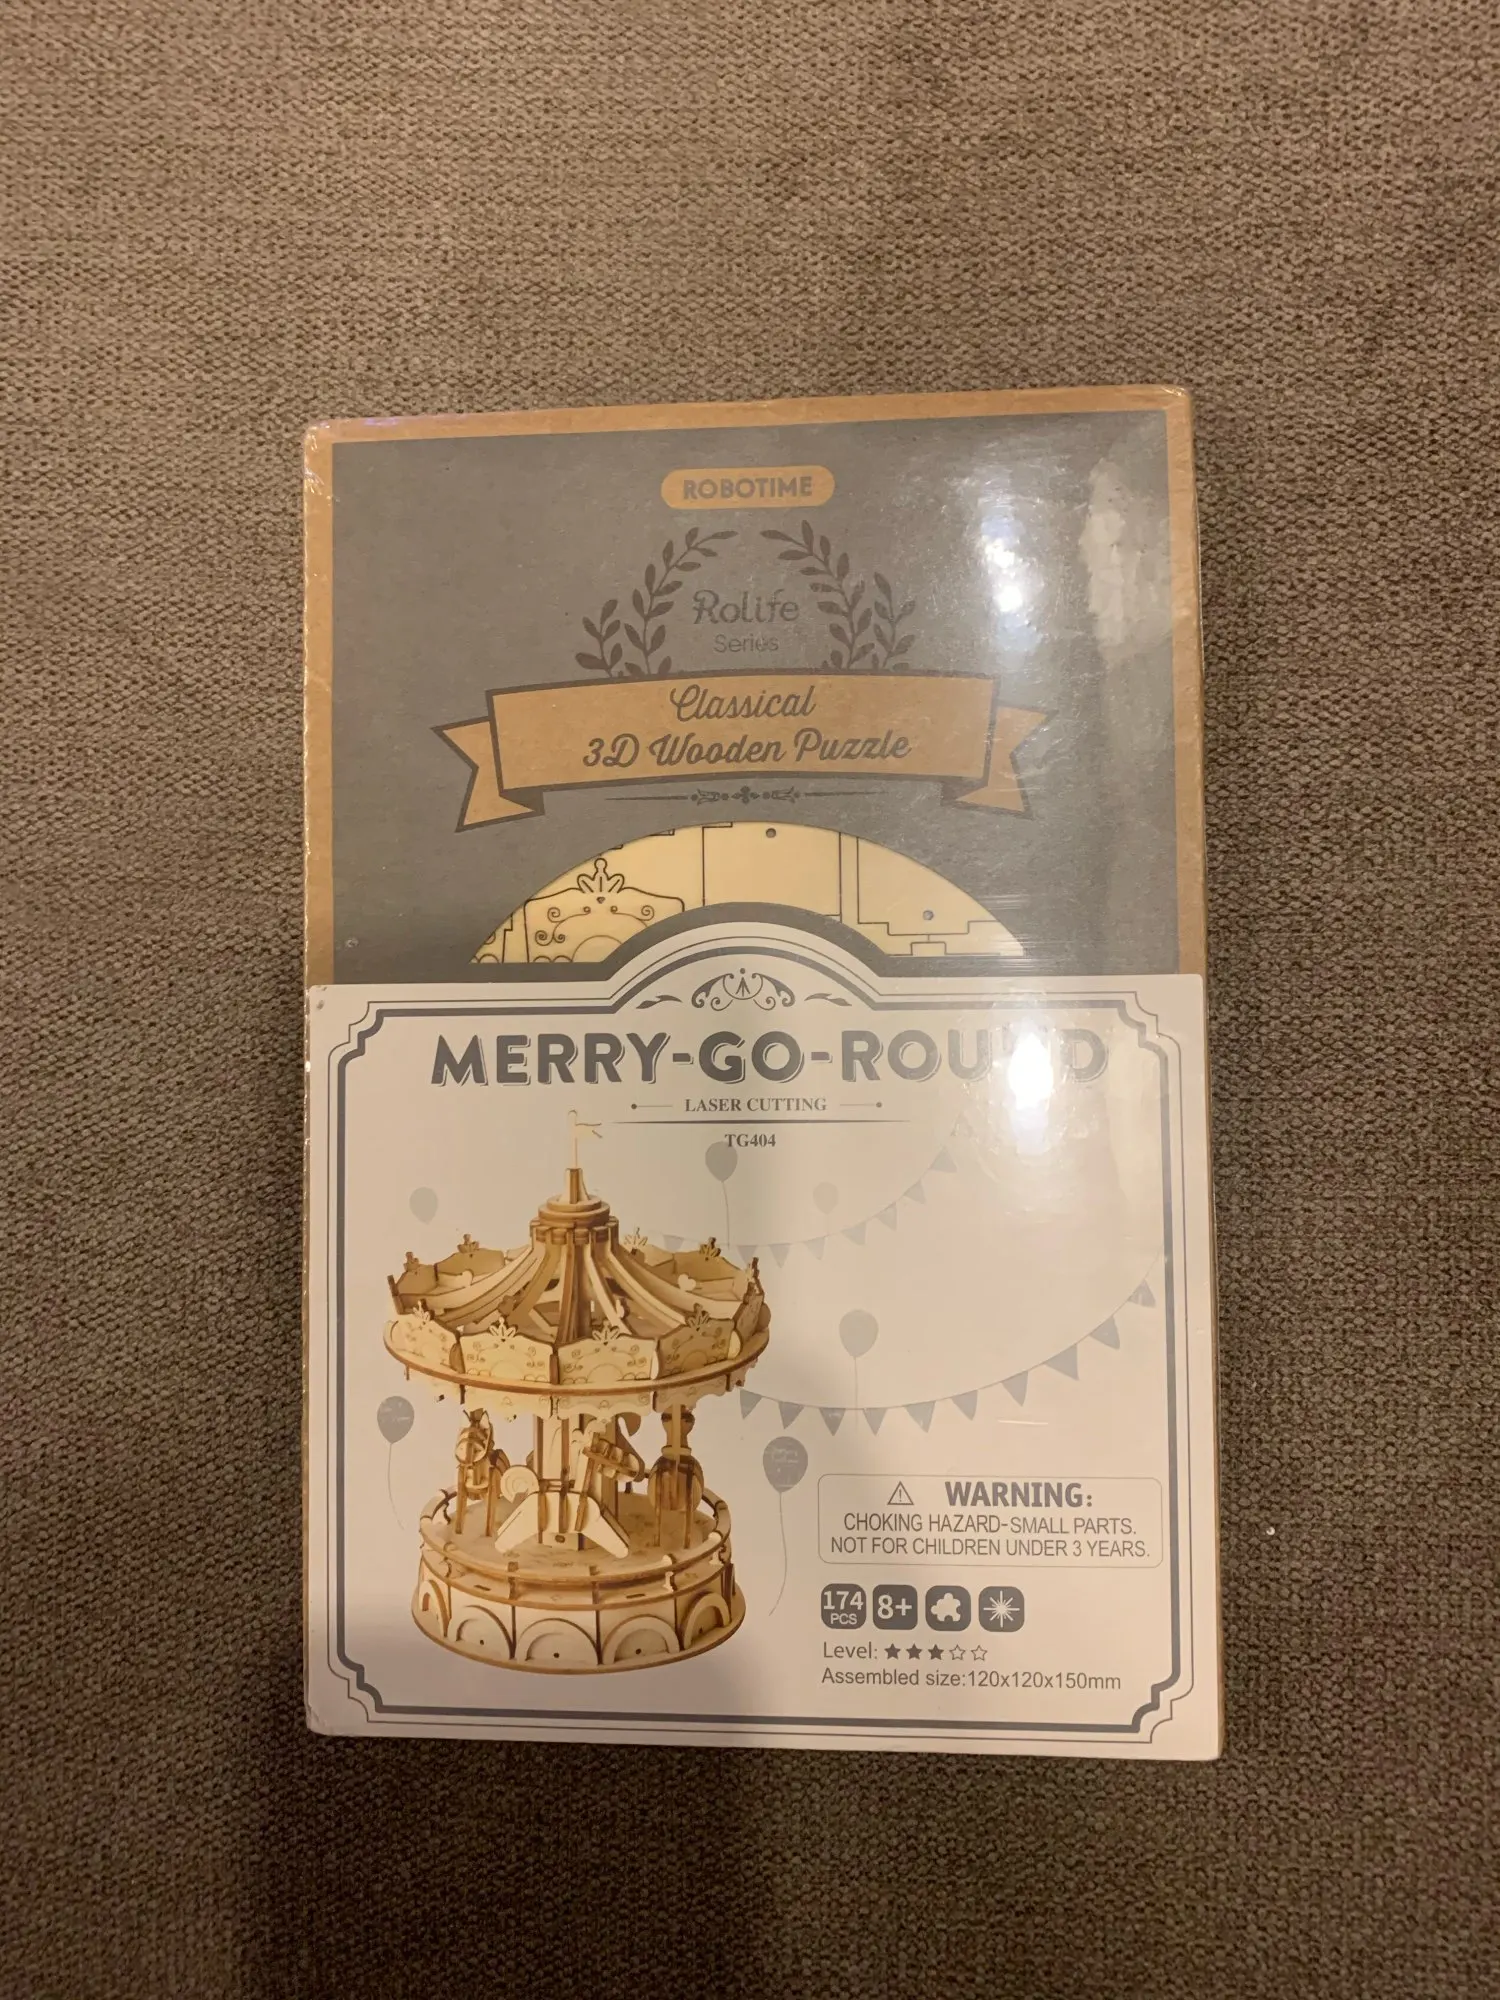 ROBOTIME
Rolife
Series
Classical
3D Wooden Puzzle
MERRY-GO-ROUND
LASER CUTTING
TG404
WARNING:
CHOKING HAZARD-SMALL PARTS.
NOT FOR CHILDREN UNDER 3 YEARS.
174
PCS
8+
Level:
Assembled size:120x120x150mm